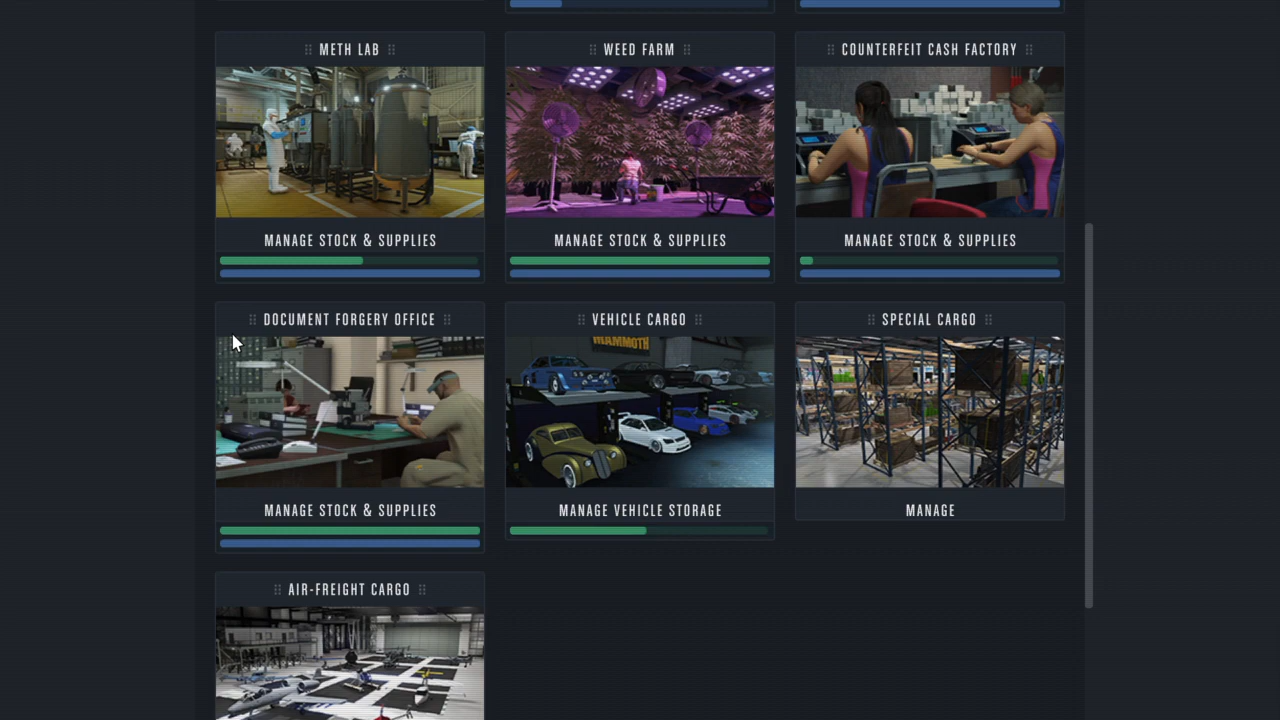 METH LAB
WEED FARM
COUNTERFEIT CASH FACTORY
MANAGE STOCK & SUPPLIES
MANAGE STOCK & SUPPLIES
MANAGE STOCK & SUPPLIES
DOCUMENT FORGERY OFFICE
VEHICLE CARGO
SPECIAL CARGO
MAMMOTH
MANAGE STOCK & SUPPLIES
MANAGE VEHICLE STORAGE
MANAGE
AIR-FREIGHT CARGO